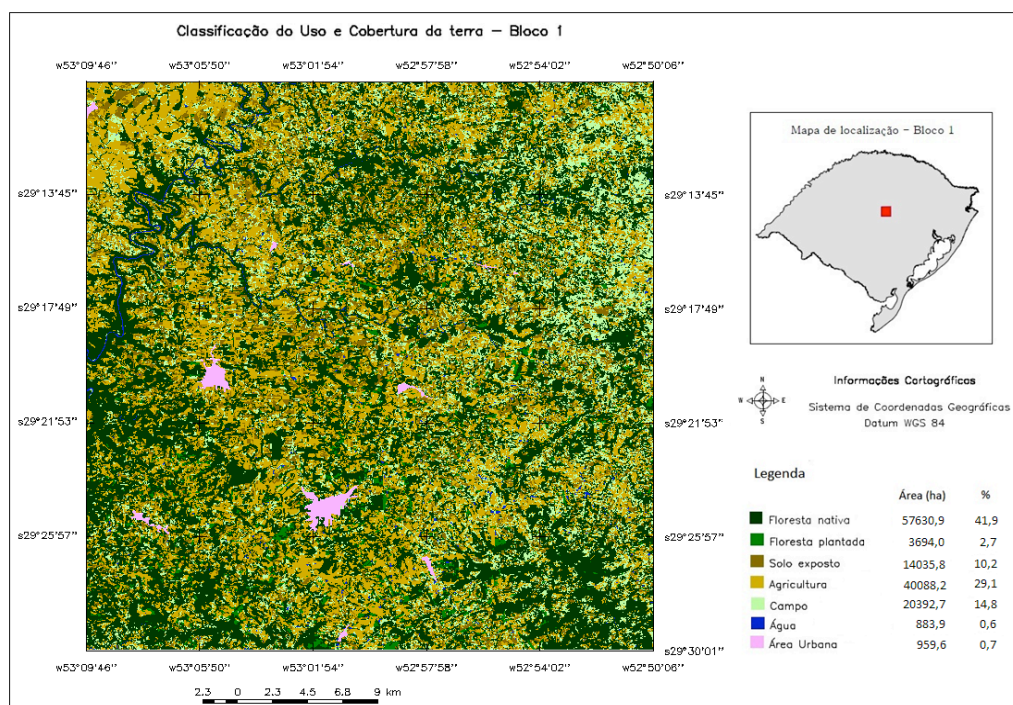 Classificação do Uso e Cobertura da terra – Bloco 1
w53°09'46'' w53°05'50'' w53°01'54'' w52°57'58'' w52°54'02'' w52°50'06''
s29°13'45'' s29°13'45''
s29°17'49'' s29°17'49''
s29°21'53'' s29°21'53''
s29°25'57'' s29°25'57''
s29°30'01''
w53°09'46'' w53°05'50'' w53°01'54'' w52°57'58'' w52°54'02'' w52°50'06''
2.3 0 2.3 4.5 6.8 9 km
Mapa de localização – Bloco 1
N
W E
S
Informações Cartográficas
Sistema de Coordenadas Geográficas
Datum WGS 84
Legenda
Área (ha) %
Floresta nativa 57630,9 41,9
Floresta plantada 3694,0 2,7
Solo exposto 14035,8 10,2
Agricultura 40088,2 29,1
Campo 20392,7 14,8
Água 883,9 0,6
Área Urbana 959,6 0,7